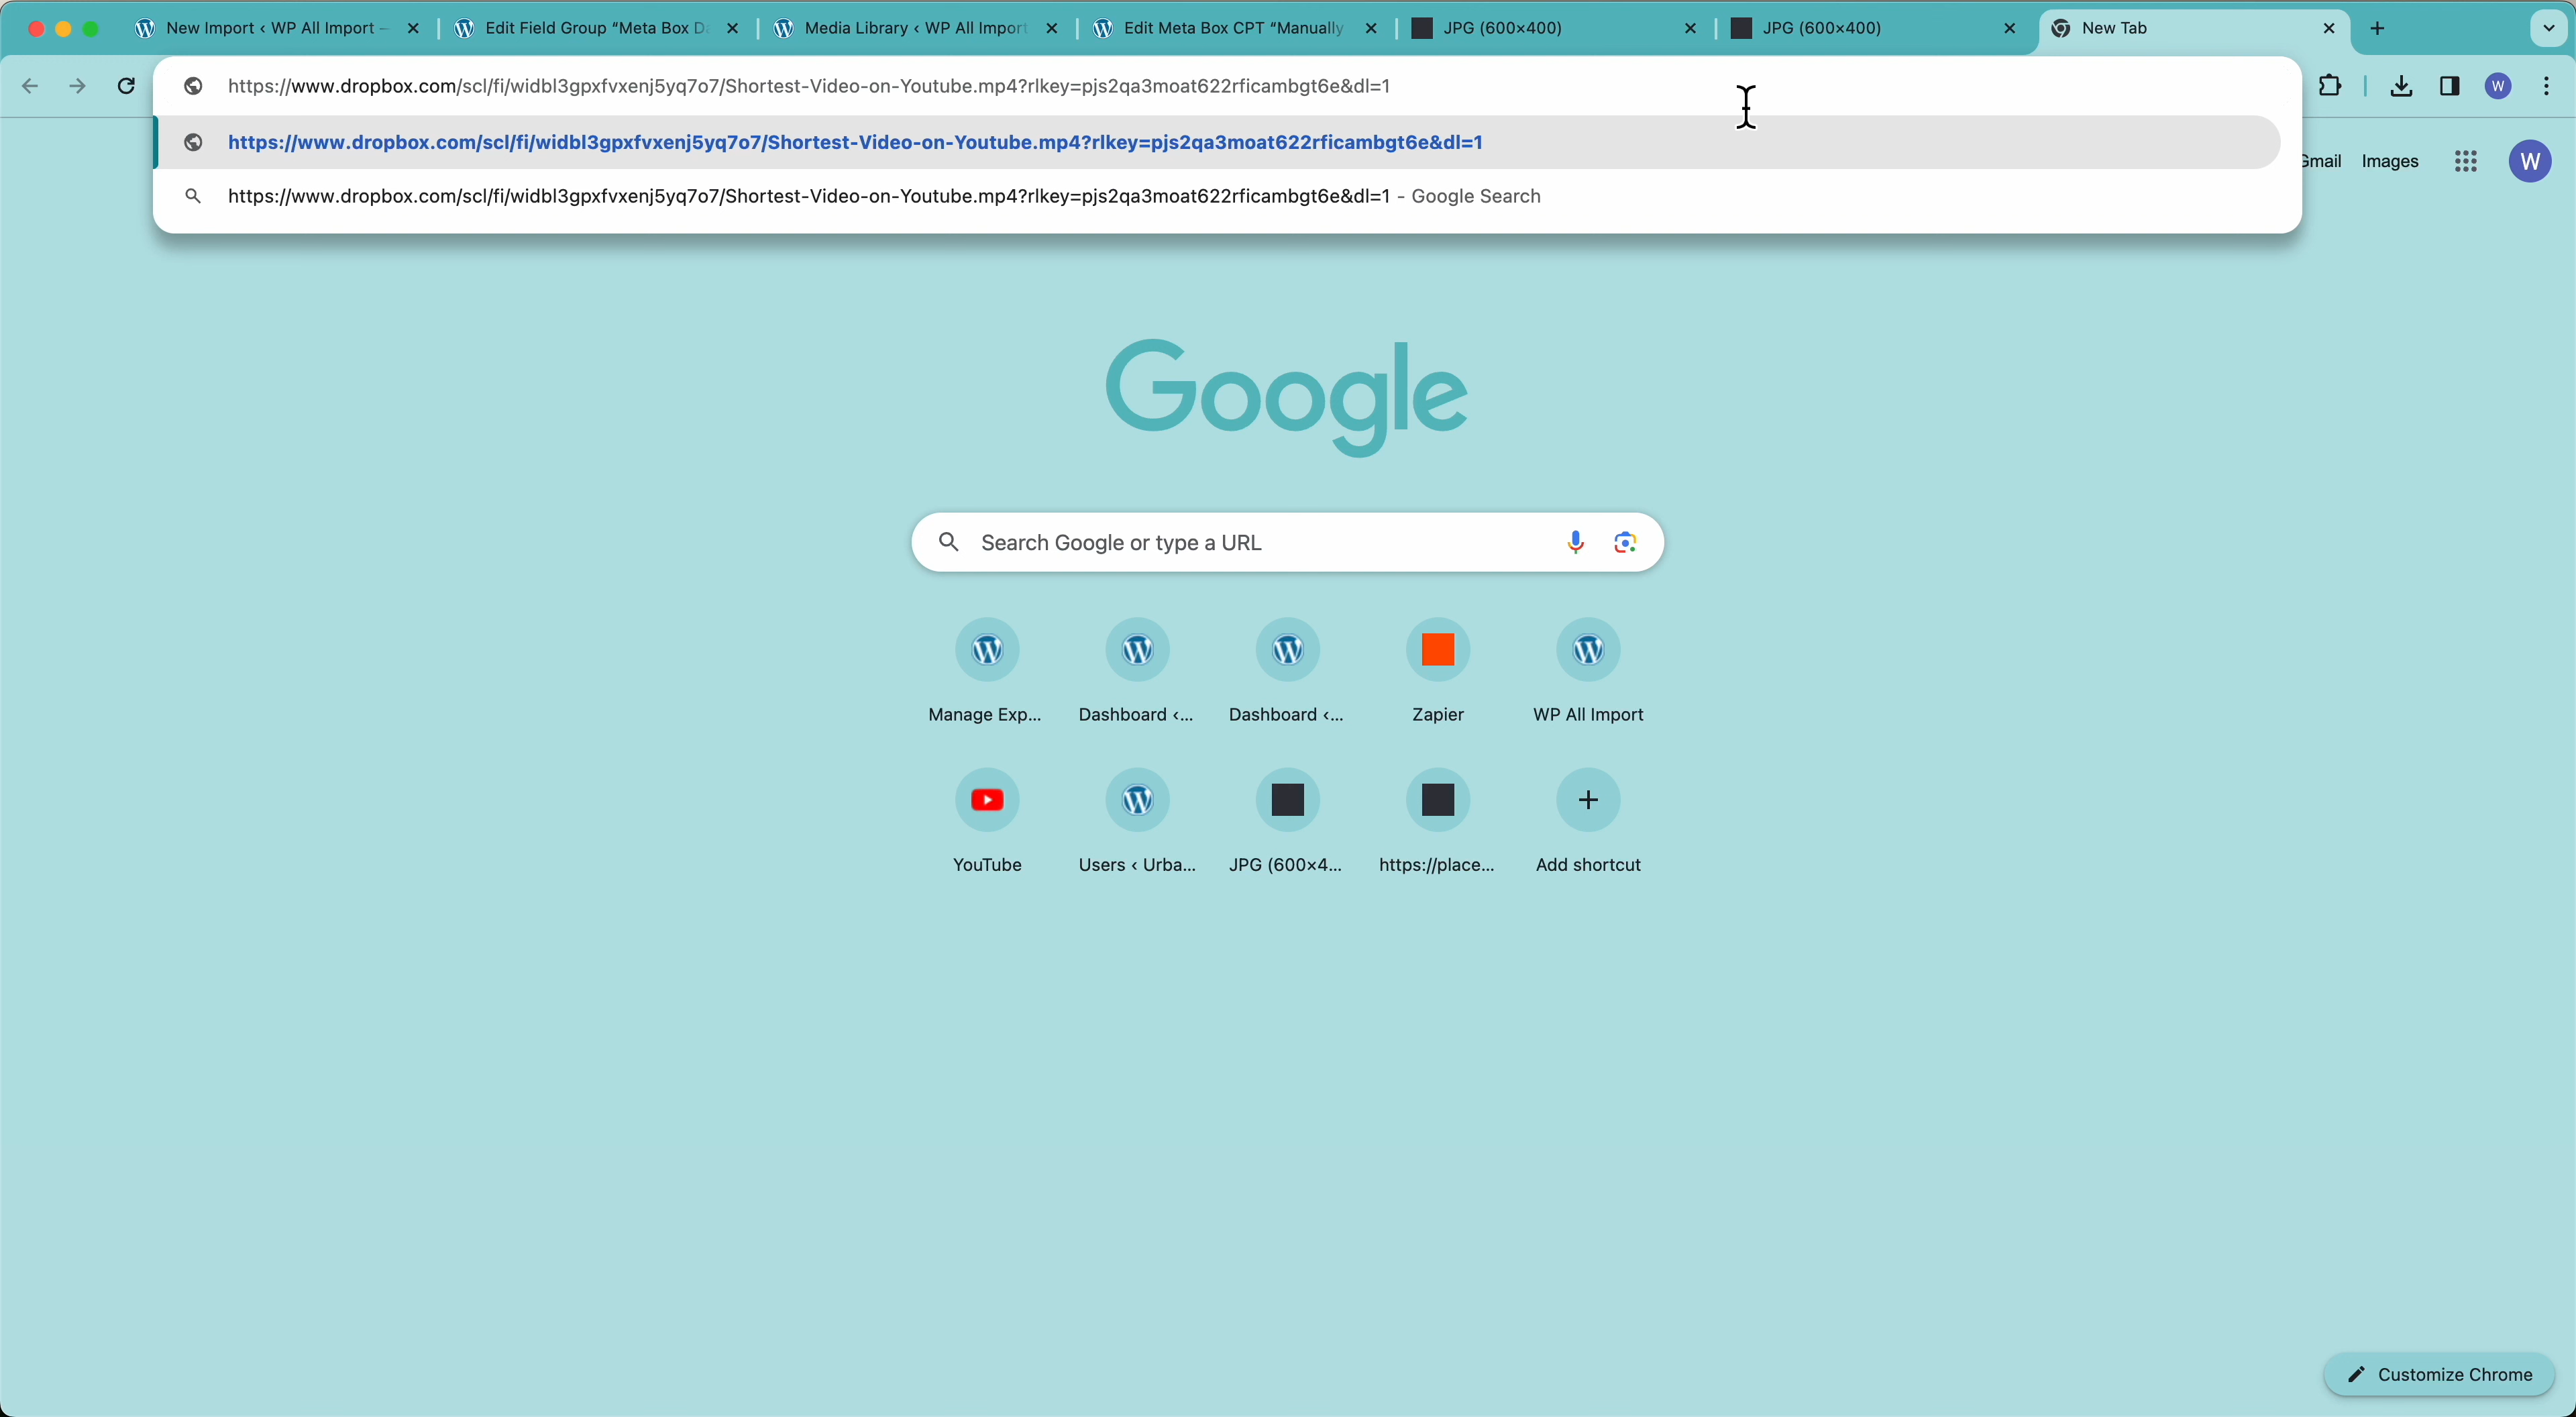 New Import ‹ WP All Import –
Edit Field Group “Meta Box Da
Media Library ‹ WP All Import
Edit Meta Box CPT “Manually
JPG (600×400)
JPG (600×400)
New Tab
https://www.dropbox.com/scl/fi/widbl3gpxfvxenj5yq7o7/Shortest-Video-on-Youtube.mp4?rlkey=pjs2qa3moat622rficambgt6e&dl=1
W
https://www.dropbox.com/scl/fi/widbl3gpxfvxenj5yq7o7/Shortest-Video-on-Youtube.mp4?rlkey=pjs2qa3moat622rficambgt6e&dl=1
Gmail Images W
https://www.dropbox.com/scl/fi/widbl3gpxfvxenj5yq7o7/Shortest-Video-on-Youtube.mp4?rlkey=pjs2qa3moat622rficambgt6e&dl=1 - Google Search
Google
Search Google or type a URL
Manage Exp...
Dashboard ‹...
Dashboard ‹...
Zapier
WP All Import
YouTube
Users ‹ Urba...
JPG (600×4...
https://place...
Add shortcut
Customize Chrome